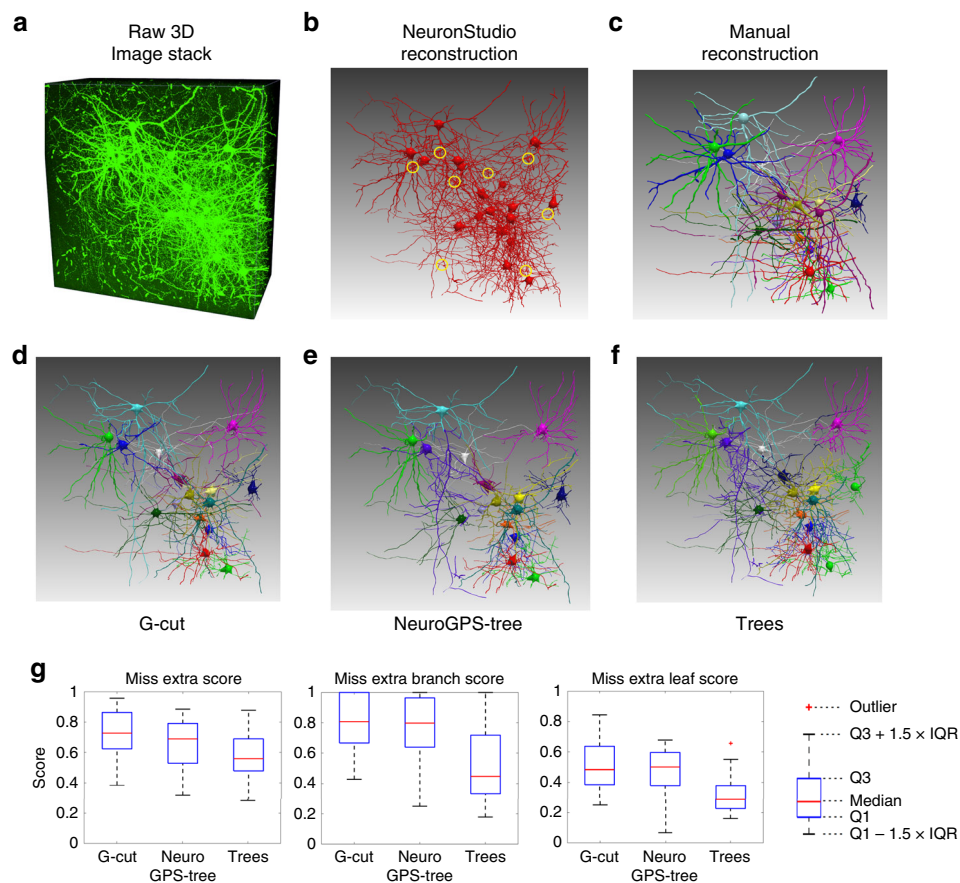 a
Raw 3D
Image stack
b
NeuronStudio
reconstruction
c
Manual
reconstruction
d
G-cut
e
NeuroGPS-tree
f
Trees
g
Miss extra score
Score
1
0.8
0.6
0.4
0.2
0
G-cut
Neuro
GPS-tree
Trees
Miss extra branch score
1
0.8
0.6
0.4
0.2
0
G-cut
Neuro
GPS-tree
Trees
Miss extra leaf score
1
0.8
0.6
0.4
0.2
0
G-cut
Neuro
GPS-tree
Trees
Outlier
Q3 + 1.5 × IQR
Q3
Median
Q1
Q1 − 1.5 × IQR